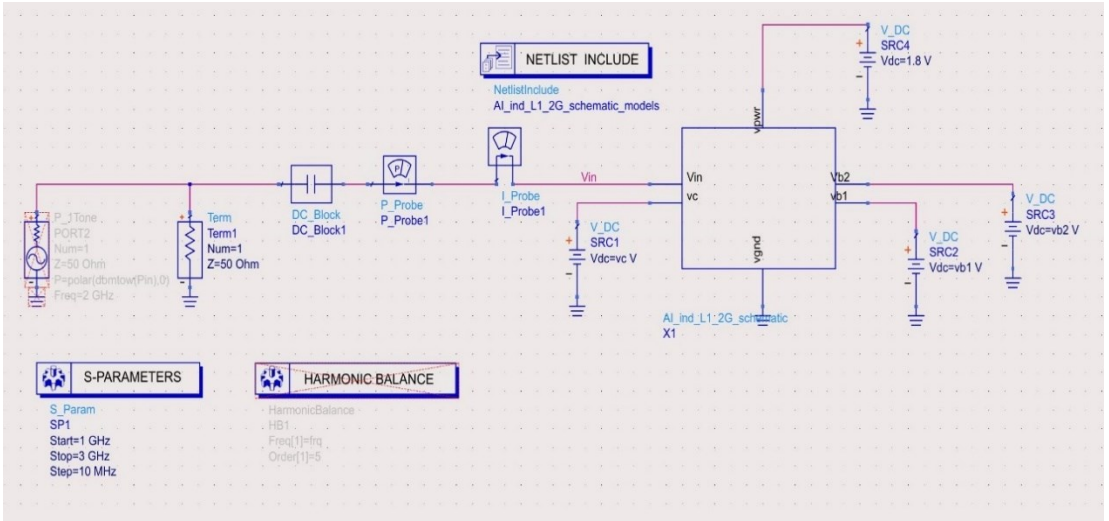 NETLIST INCLUDE
NetlistInclude
AI_ind_L1_2G_schematic_models
V_DC
SRC4
Vdc=1.8 V
vpwr
P_1Tone
PORT2
Num=1
Z=50 Ohm
P=polar(dbmtow(Pin),0)
Freq=2 GHz
Term
Term1
Num=1
Z=50 Ohm
DC_Block
DC_Block1
P
P_Probe
P_Probe1
I_Probe
I_Probe1
Vin
Vin
vc
Vb2
vb1
vgnd
V_DC
SRC1
Vdc=vc V
V_DC
SRC2
Vdc=vb1 V
V_DC
SRC3
Vdc=vb2 V
AI_ind_L1_2G_schematic
X1
S-PARAMETERS
S_Param
SP1
Start=1 GHz
Stop=3 GHz
Step=10 MHz
HARMONIC BALANCE
HarmonicBalance
HB1
Freq[1]=frq
Order[1]=5